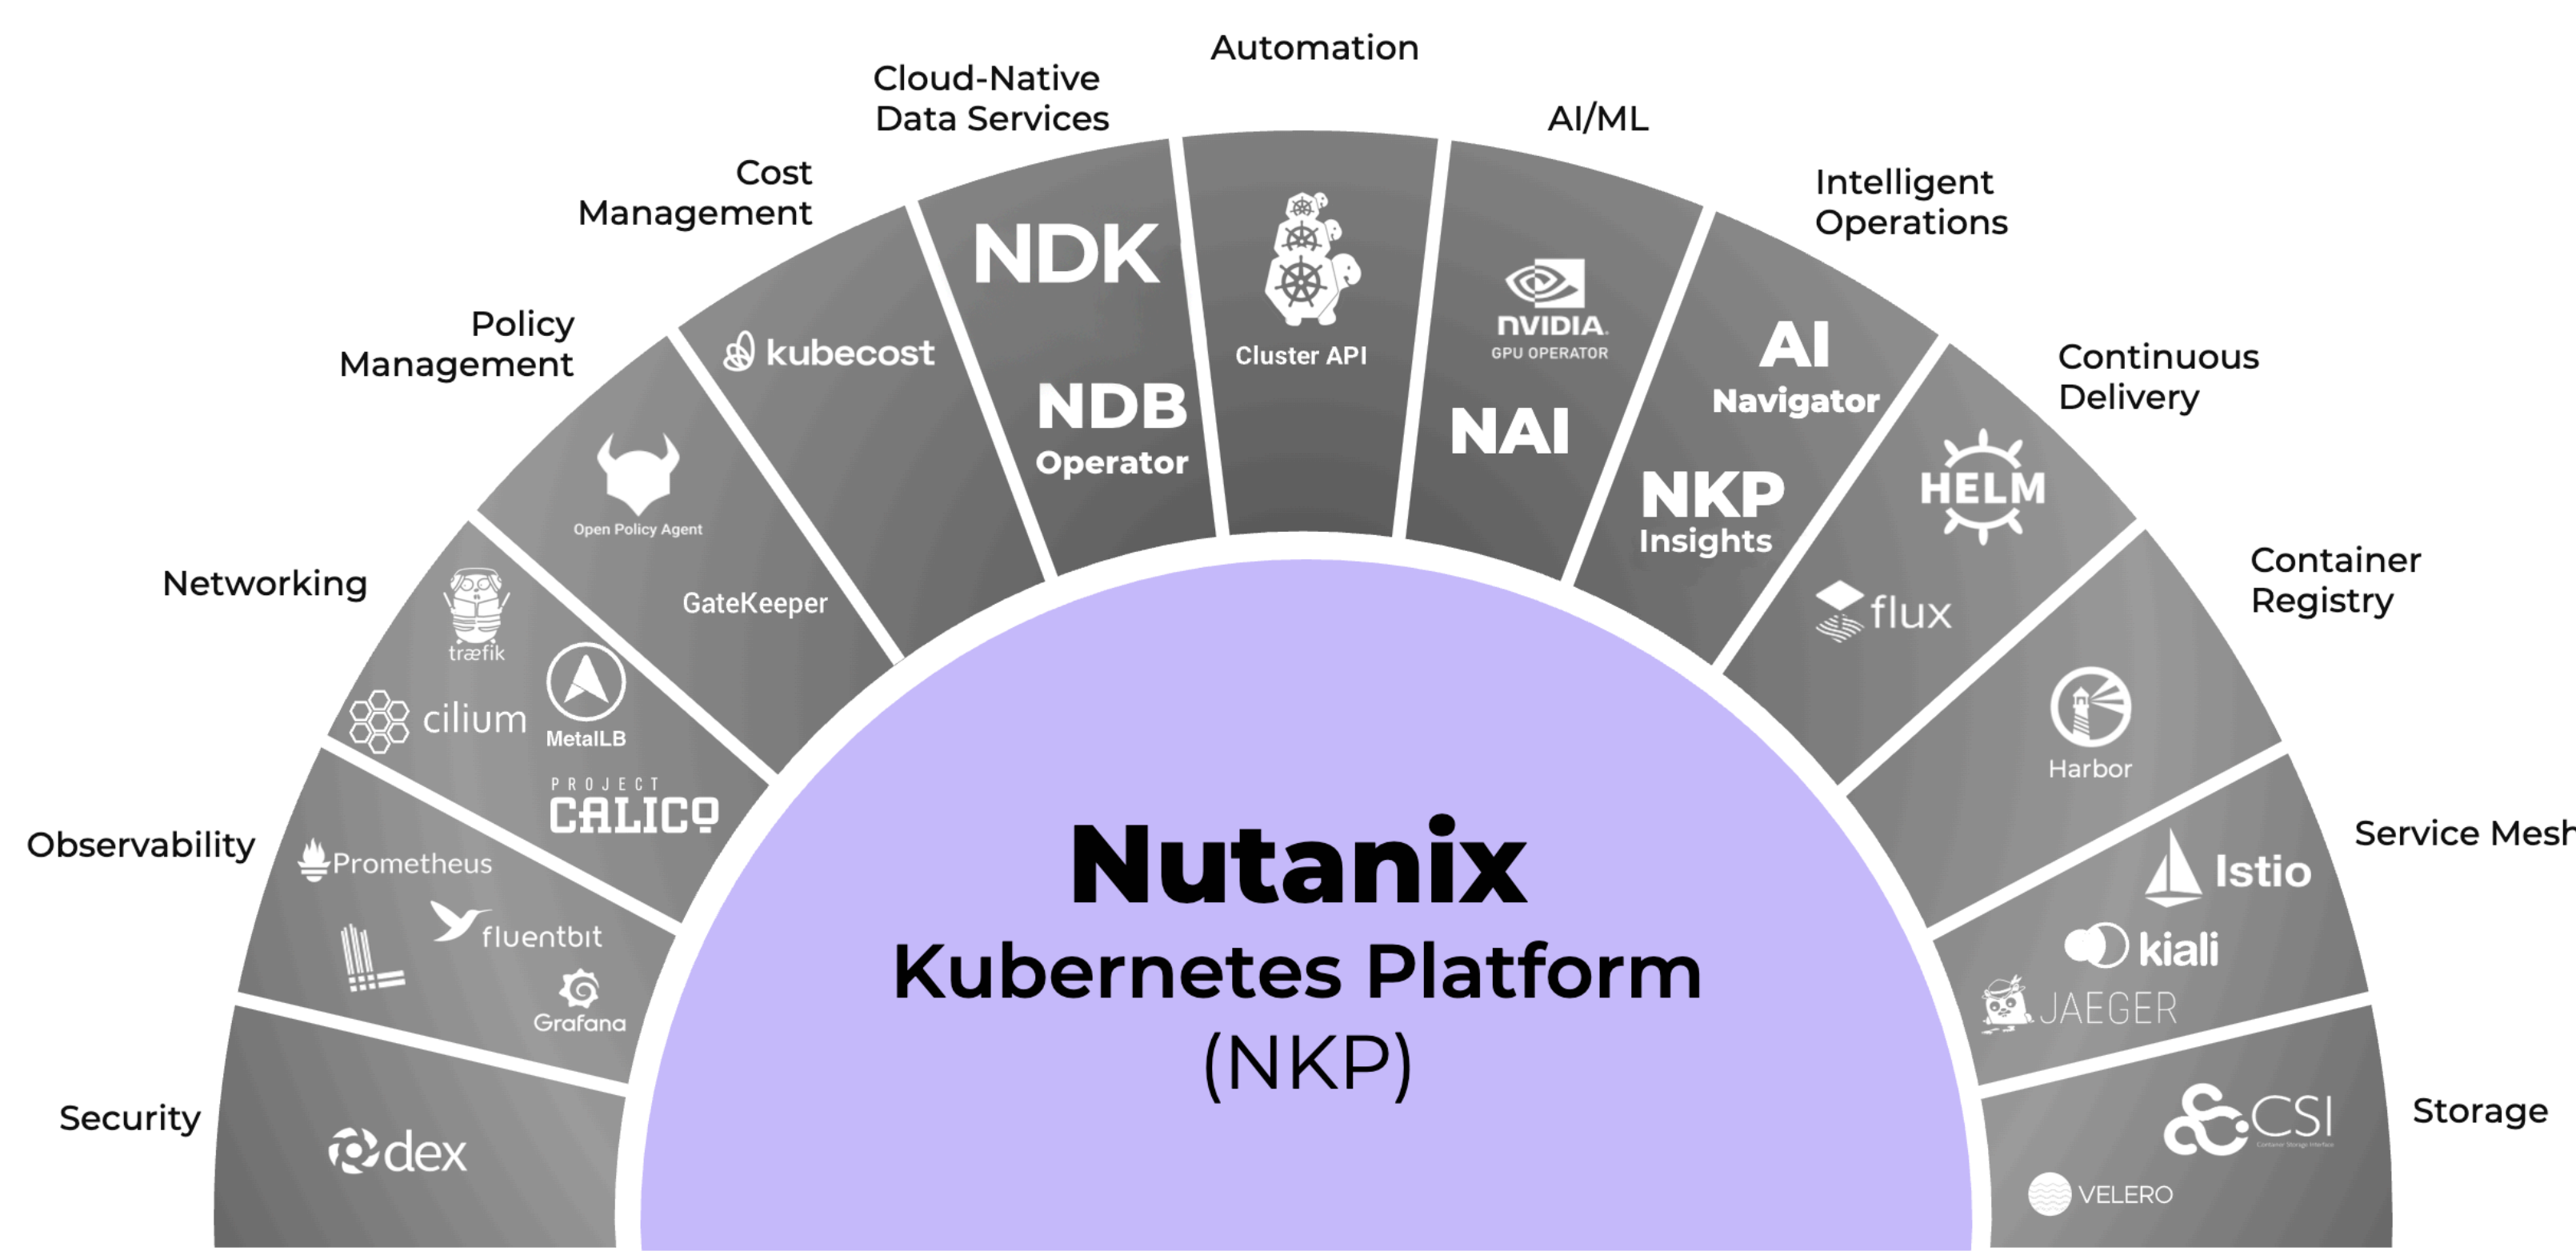 Automation
Cloud-Native
Data Services
AI/ML
Cost
Management
Intelligent
Operations
Policy
Management
Continuous
Delivery
Networking
Container
Registry
Observability
Service Mesh
Security
Storage
NDK
NDB
Operator
Cluster API
NVIDIA.
GPU OPERATOR
NAI
AI
Navigator
NKP
Insights
kubecost
Open Policy Agent
GateKeeper
HELM
flux
træfik
cilium
MetalLB
PROJECT
CALICO
Harbor
Prometheus
fluentbit
Grafana
Istio
kiali
JAEGER
dex
CSI
Container Storage Interface
VELERO
Nutanix
Kubernetes Platform
(NKP)